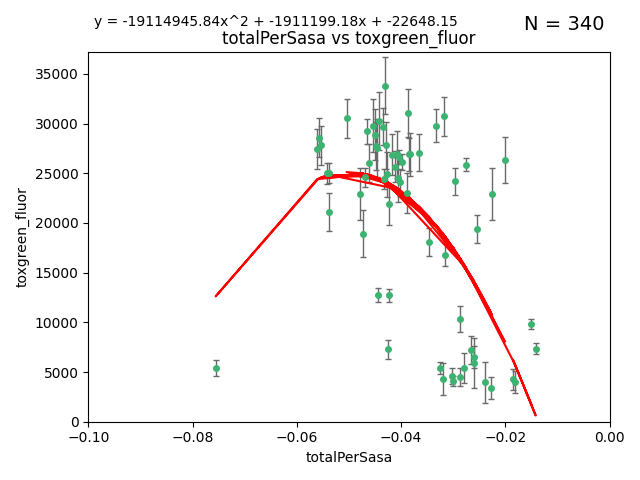 y = -19114945.84x^2 + -1911199.18x + -22648.15
N = 340
totalPerSasa vs toxgreen_fluor
toxgreen_fluor
35000
30000
25000
20000
15000
10000
5000
0
−0.10
−0.08
−0.06
−0.04
−0.02
0.00
totalPerSasa